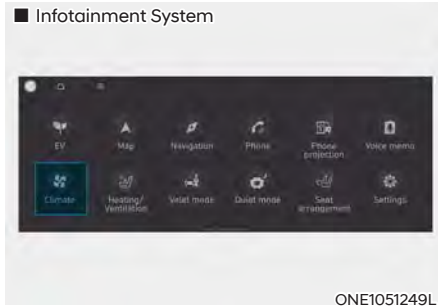 ■ Infotainment System
EV Map Navigation Phone Phone projection Voice memo
Climate Heating/Ventilation Valet mode Quiet mode Seat arrangement Settings
ONE1051249L